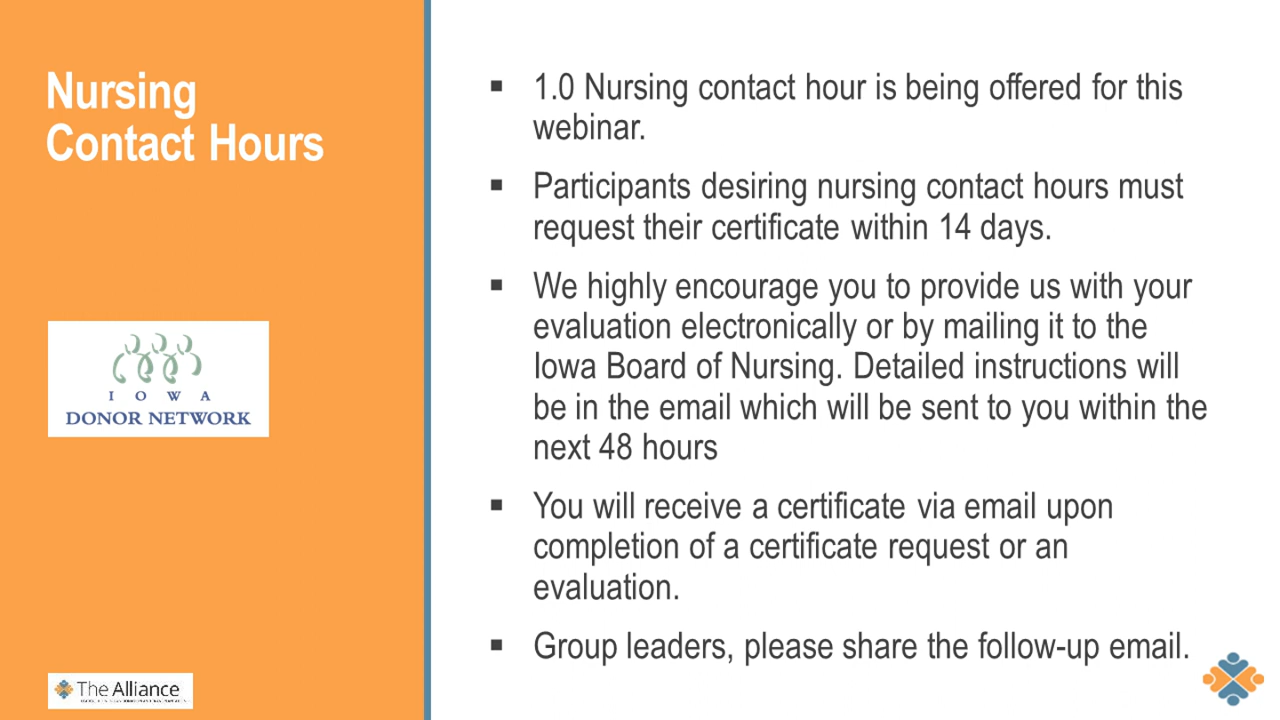 Nursing
Contact Hours
▪ 1.0 Nursing contact hour is being offered for this
webinar.
▪ Participants desiring nursing contact hours must
request their certificate within 14 days.
▪ We highly encourage you to provide us with your
evaluation electronically or by mailing it to the
Iowa Board of Nursing. Detailed instructions will
be in the email which will be sent to you within the
next 48 hours
▪ You will receive a certificate via email upon
completion of a certificate request or an
evaluation.
▪ Group leaders, please share the follow-up email.
IOWA
DONOR NETWORK
The Alliance